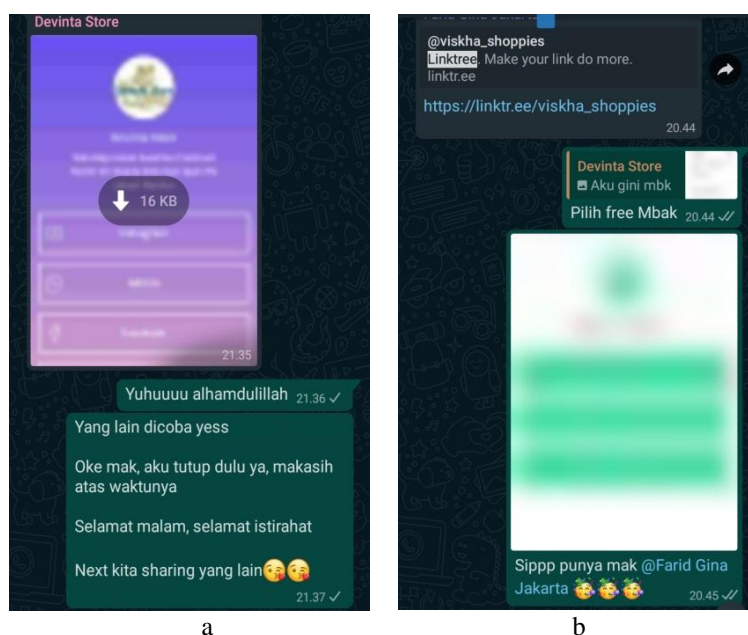 Devinta Store
16 KB
21.35
Yuhuuuu alhamdulillah 21.36
Yang lain dicoba yess
Oke mak, aku tutup dulu ya, makasih
atas waktunya
Selamat malam, selamat istirahat
Next kita sharing yang lain😘😘
21.37
a
@viskha_shoppies
Linktree. Make your link do more.
linktr.ee
https://linktr.ee/viskha_shoppies
20.44
Devinta Store
Aku gini mbk
Pilih free Mbak 20.44
Sippp punya mak @Farid Gina
Jakarta 🥳🥳🥳 20.45
b